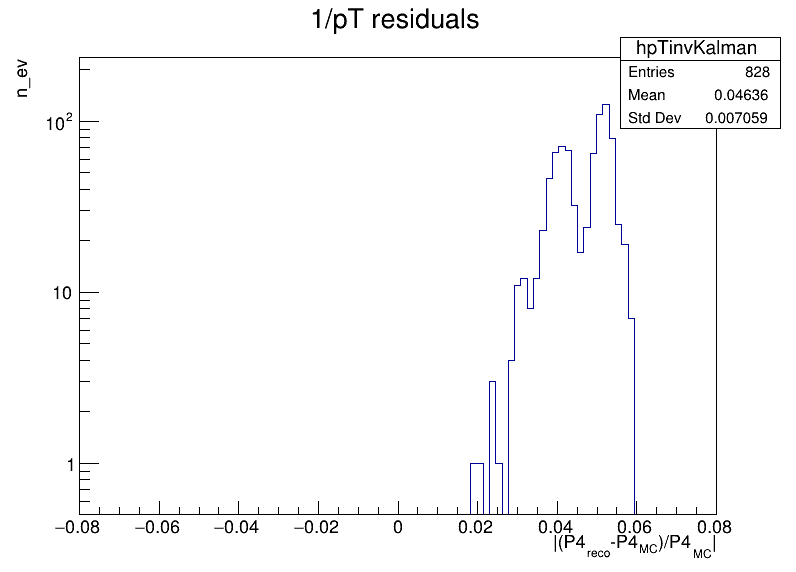 1/pT residuals
hpTinvKalman
Entries 828
Mean 0.04636
Std Dev 0.007059
n_ev
10²
10
1
−0.08 −0.06 −0.04 −0.02 0 0.02 0.04 0.06 0.08
|(P4reco-P4MC)/P4MC|